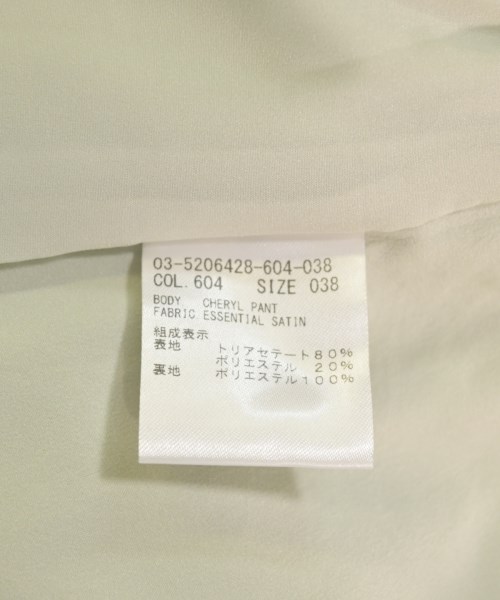 03-5206428-604-038
COL.604 SIZE 038
BODY CHERYL PANT
FABRIC ESSENTIAL SATIN
組成表示
表地 トリアセテート80%
ポリエステル 20%
裏地 ポリエステル100%